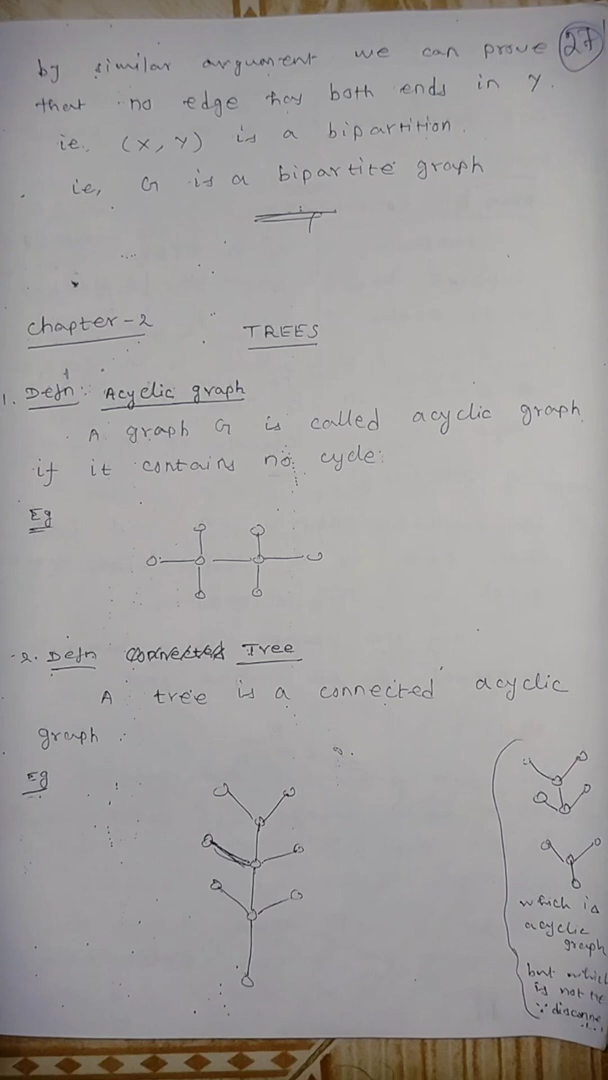 by similar argument we can prove 27
that no edge has both ends in Y.
ie. (X, Y) is a bipartition.
ie, G is a bipartite graph
Chapter-2 TREES
1. Defn: Acyclic graph
A graph G is called acyclic graph
if it contains no cycle.
Eg
2. Defn Connected Tree
A tree is a connected acyclic
graph.
Eg
which is
acyclic
graph
but which
is not
∵ disconne